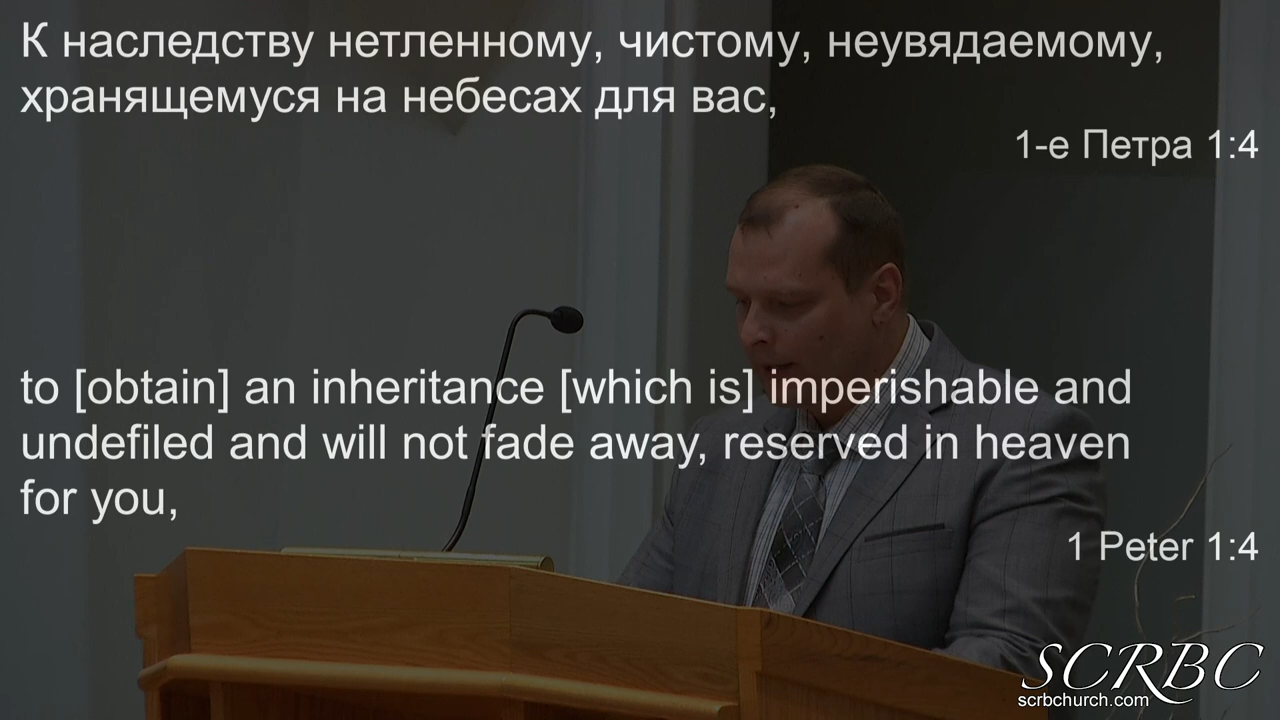 К наследству нетленному, чистому, неувядаемому,
хранящемуся на небесах для вас,
1-е Петра 1:4
to [obtain] an inheritance [which is] imperishable and
undefiled and will not fade away, reserved in heaven
for you,
1 Peter 1:4
SCRBC
scrbchurch.com